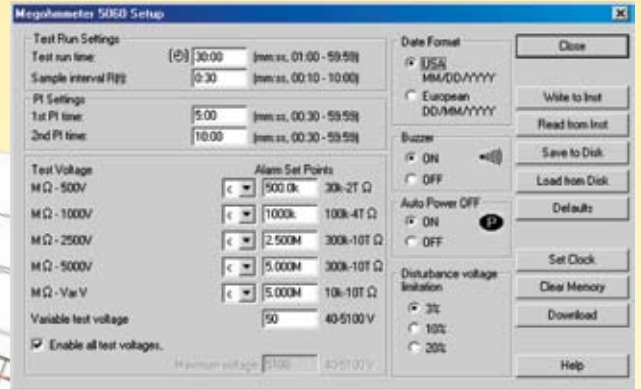 Megohmmeter 5060 Setup
Test Run Settings
Test run time: 30:00 (mm:ss, 01:00 - 59:59)
Sample interval R(t): 0:30 (mm:ss, 00:10 - 10:00)
PI Settings
1st PI time: 5:00 (mm:ss, 00:30 - 59:59)
2nd PI time: 10:00 (mm:ss, 00:30 - 59:59)
Test Voltage Alarm Set Points
MΩ - 500V < 500.0k 30k-2T Ω
MΩ - 1000V < 1000k 100k-4T Ω
MΩ - 2500V < 2.500M 300k-10T Ω
MΩ - 5000V < 5.000M 300k-10T Ω
MΩ - Var V < 5.000M 10k-10T Ω
Variable test voltage 50 40-5100 V
Enable all test voltages.
Maximum voltage 5100 40-5100 V
Date Format
USA
MM/DD/YYYY
European
DD/MM/YYYY
Buzzer
ON
OFF
Auto Power OFF
ON P
OFF
Disturbance voltage
limitation
3%
10%
20%
Close
Write to Inst
Read from Inst
Save to Disk
Load from Disk
Defaults
Set Clock
Clear Memory
Download
Help